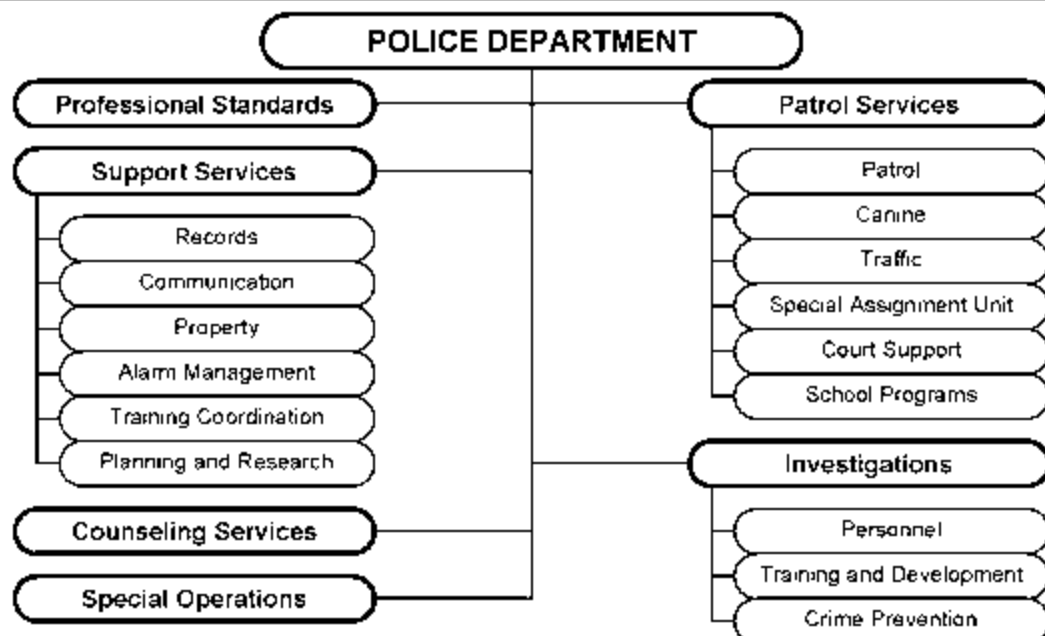 POLICE DEPARTMENT
Professional Standards
Support Services
Records
Communication
Property
Alarm Management
Training Coordination
Planning and Research
Counseling Services
Special Operations
Patrol Services
Patrol
Canine
Traffic
Special Assignment Unit
Court Support
School Programs
Investigations
Personnel
Training and Development
Crime Prevention